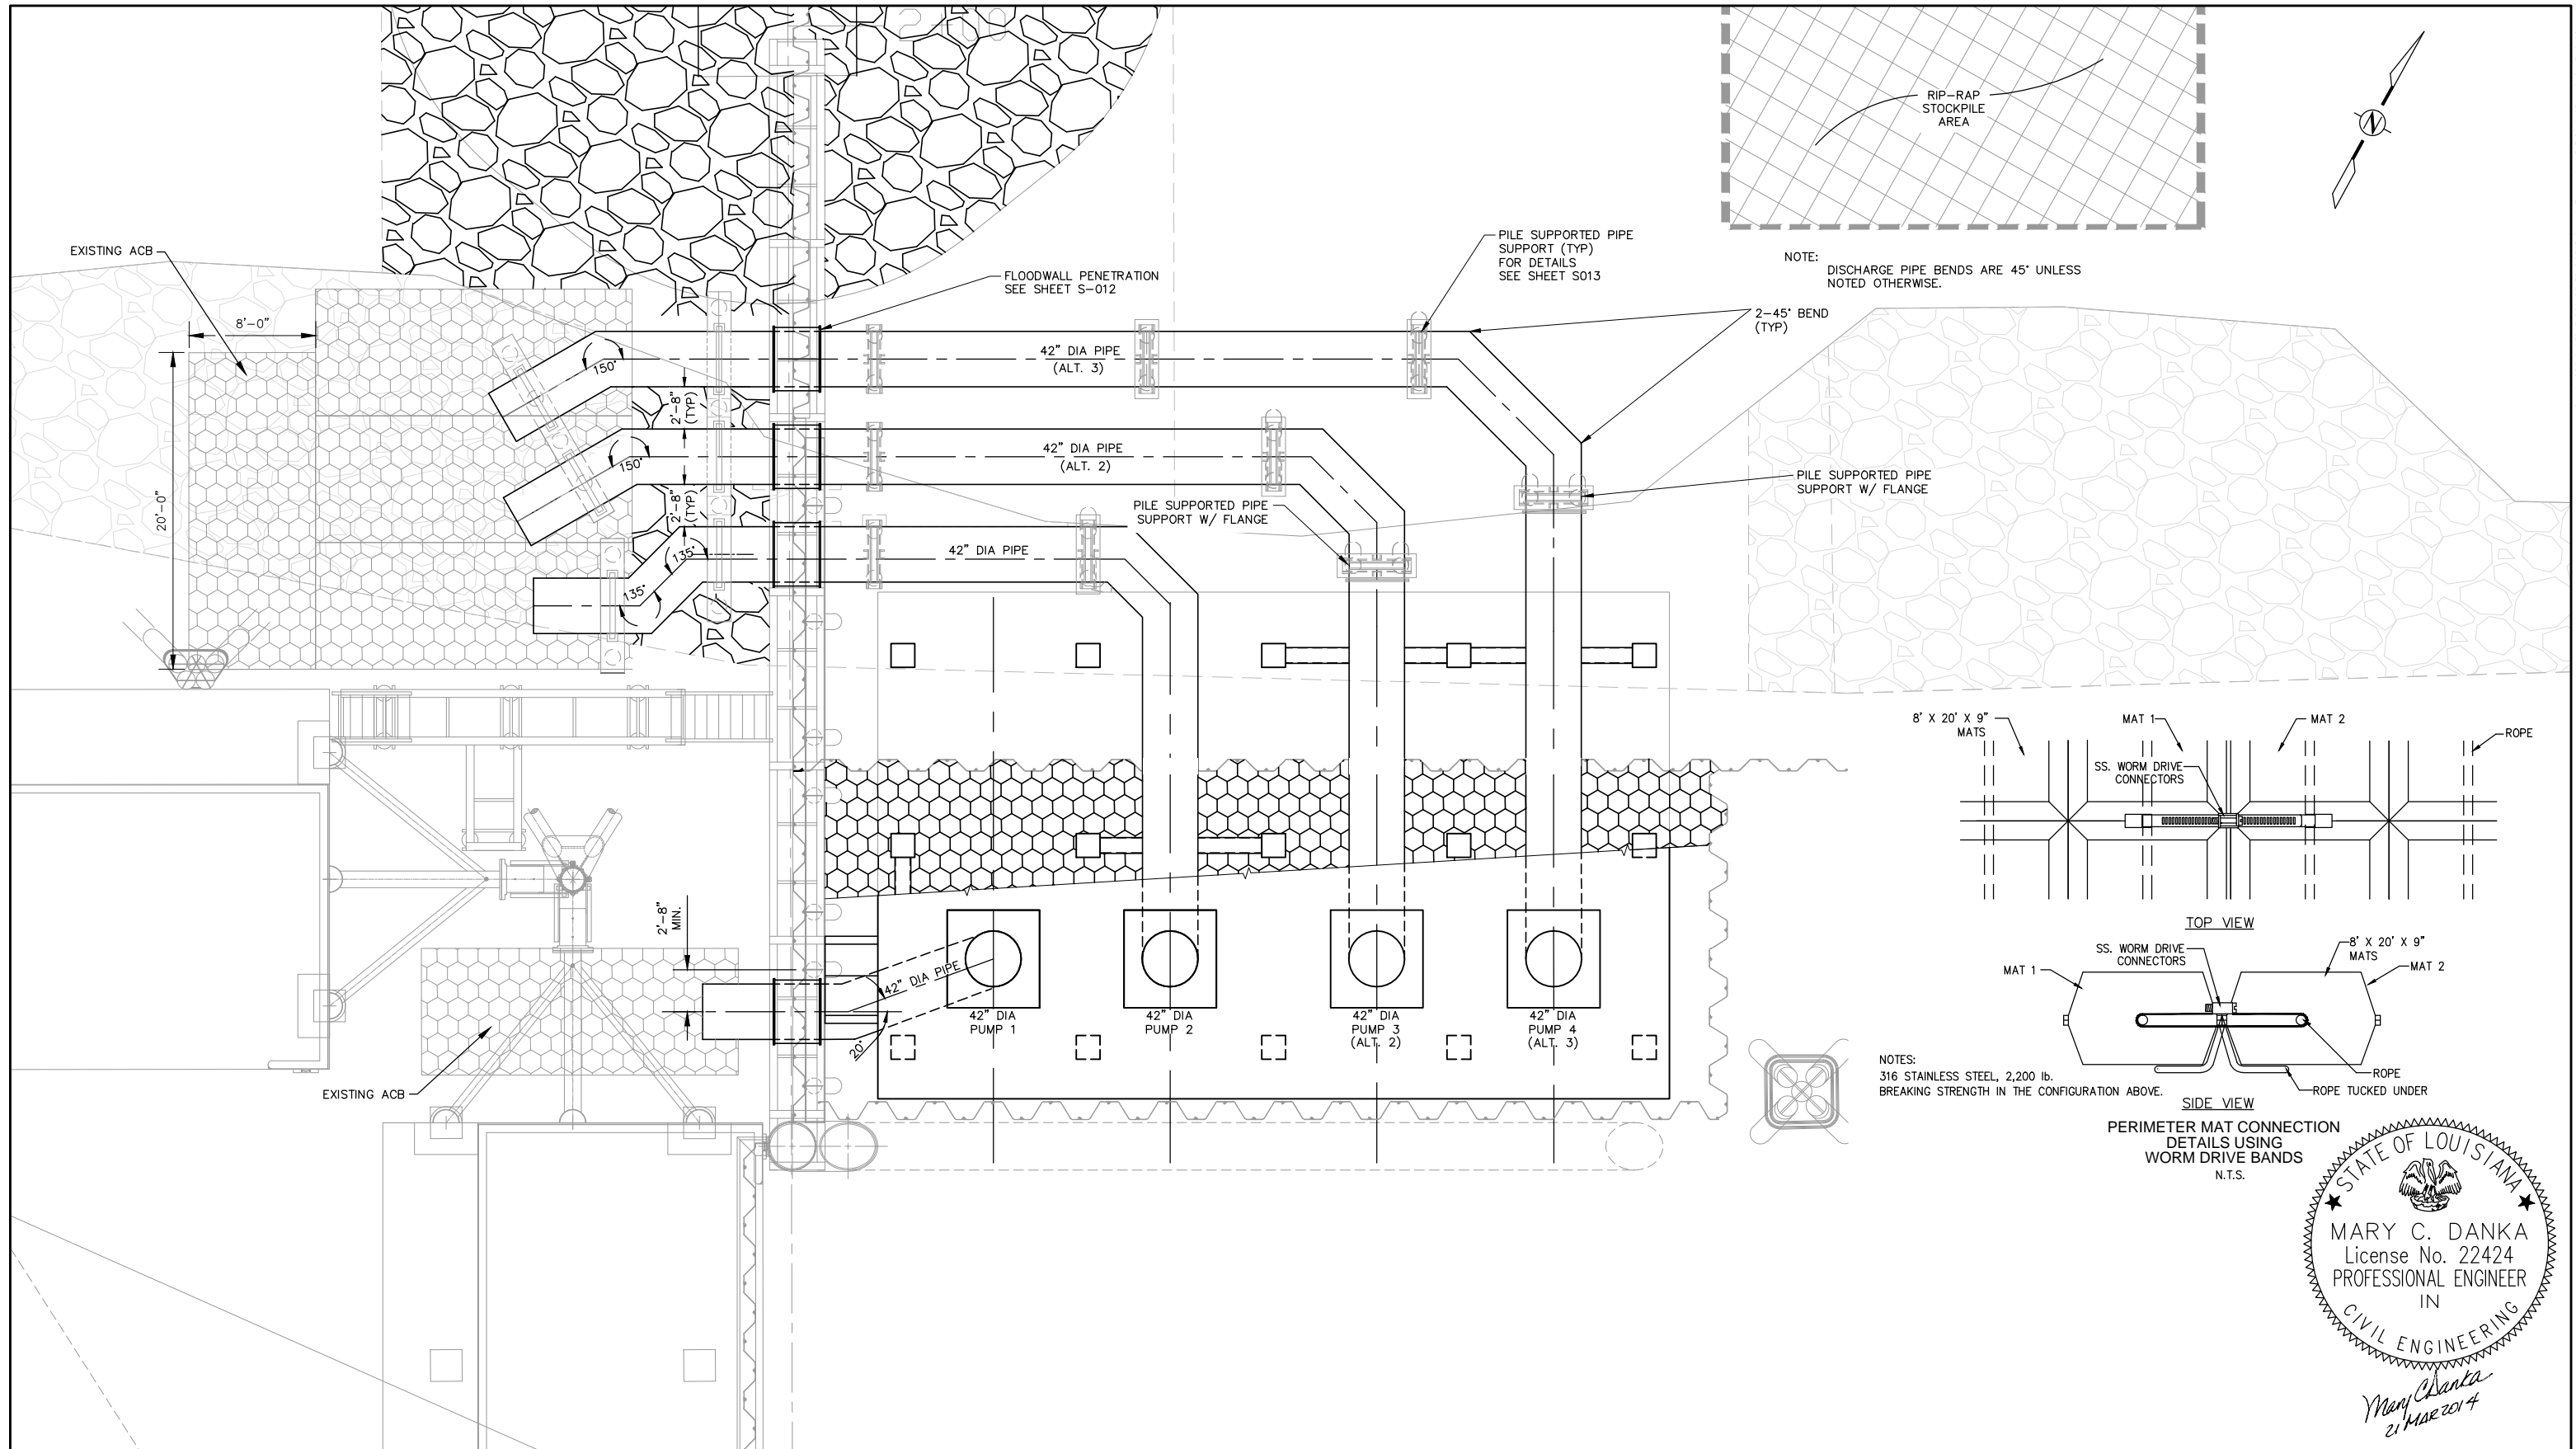 2+00
RIP-RAP
STOCKPILE
AREA
N
EXISTING ACB
FLOODWALL PENETRATION
SEE SHEET S-012
PILE SUPPORTED PIPE
SUPPORT (TYP)
FOR DETAILS
SEE SHEET S013
NOTE:
DISCHARGE PIPE BENDS ARE 45° UNLESS
NOTED OTHERWISE.
8'-0"
2-45° BEND
(TYP)
42" DIA PIPE
(ALT. 3)
150°
2'-8"
(TYP)
42" DIA PIPE
(ALT. 2)
150°
20'-0"
2'-8"
(TYP)
PILE SUPPORTED PIPE
SUPPORT W/ FLANGE
PILE SUPPORTED PIPE
SUPPORT W/ FLANGE
42" DIA PIPE
135°
135°
8' X 20' X 9"
MATS
MAT 1
MAT 2
ROPE
SS. WORM DRIVE
CONNECTORS
TOP VIEW
2'-8"
MIN.
42" DIA PIPE
20°
42" DIA
PUMP 1
42" DIA
PUMP 2
42" DIA
PUMP 3
(ALT. 2)
42" DIA
PUMP 4
(ALT. 3)
EXISTING ACB
SS. WORM DRIVE
CONNECTORS
8' X 20' X 9"
MATS
MAT 1
MAT 2
ROPE
ROPE TUCKED UNDER
NOTES:
316 STAINLESS STEEL, 2,200 lb.
BREAKING STRENGTH IN THE CONFIGURATION ABOVE.
SIDE VIEW
PERIMETER MAT CONNECTION
DETAILS USING
WORM DRIVE BANDS
N.T.S.
STATE OF LOUISIANA
MARY C. DANKA
License No. 22424
PROFESSIONAL ENGINEER
IN
CIVIL ENGINEERING
Mary C Danka
21 MAR 2014